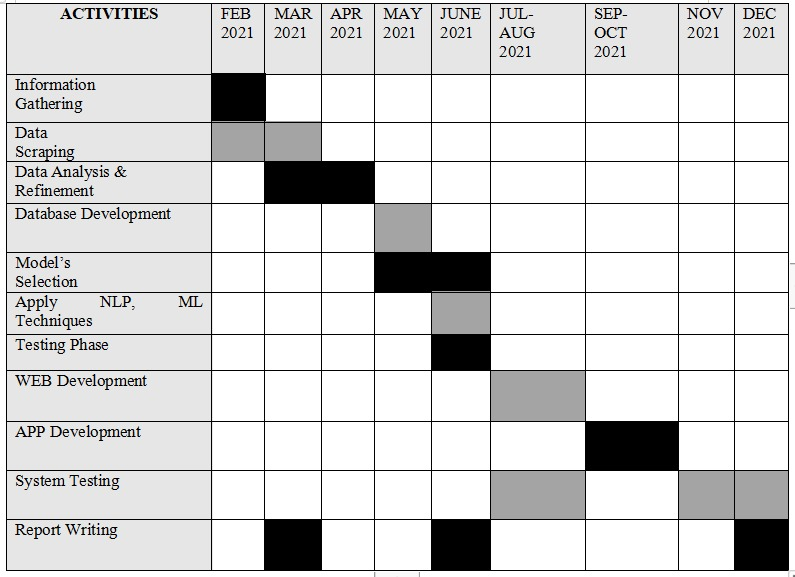 ACTIVITIES
FEB
2021
MAR
2021
APR
2021
MAY
2021
JUNE
2021
JUL-
AUG
2021
SEP-
OCT
2021
NOV
2021
DEC
2021
Information
Gathering
Data
Scraping
Data Analysis &
Refinement
Database Development
Model’s
Selection
Apply NLP, ML
Techniques
Testing Phase
WEB Development
APP Development
System Testing
Report Writing